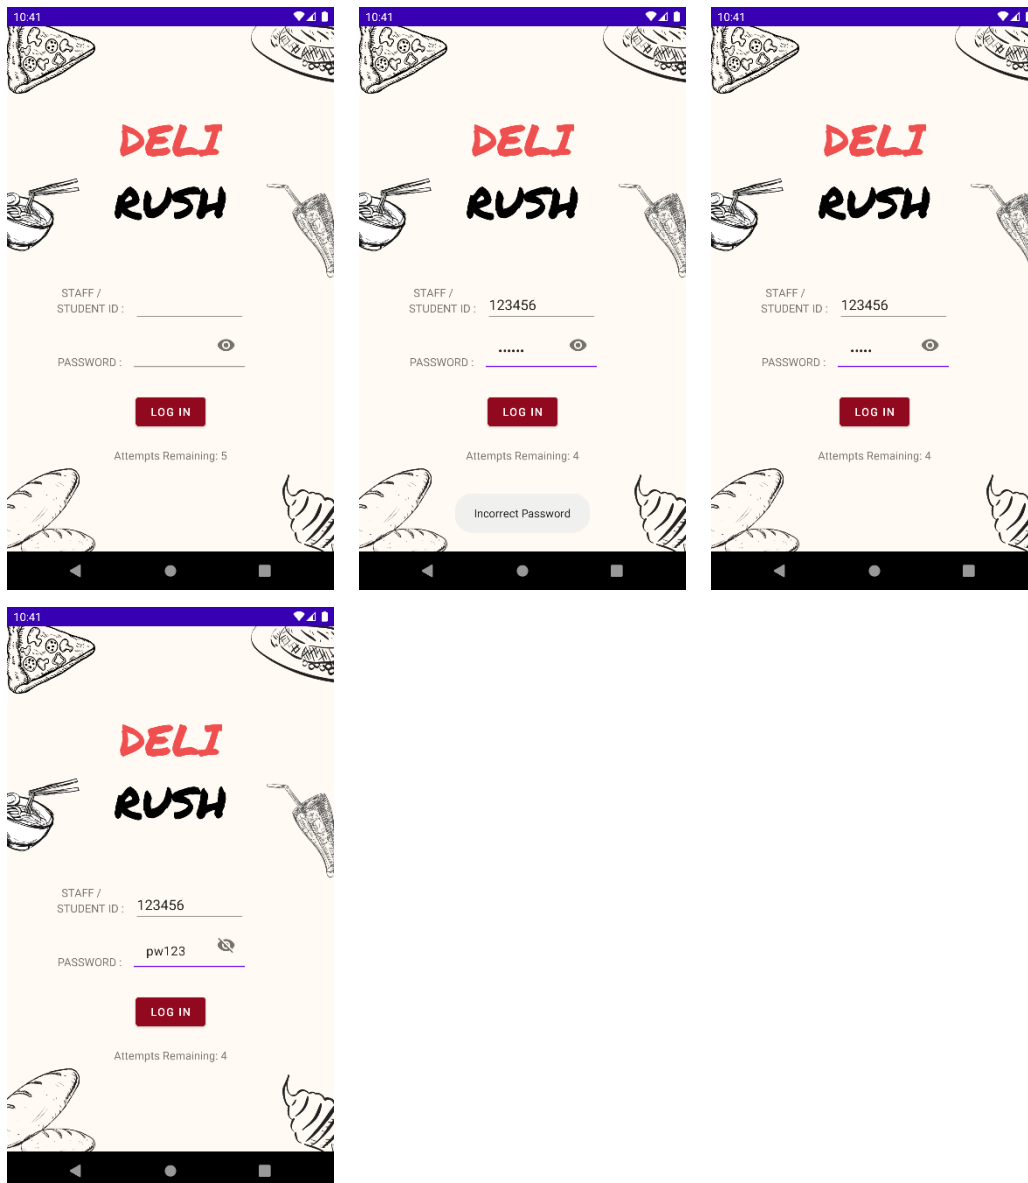 10:41
DELI
RUSH
STAFF /
STUDENT ID :
PASSWORD :
LOG IN
Attempts Remaining: 5
10:41
DELI
RUSH
STAFF /
STUDENT ID : 123456
PASSWORD : ••••••
LOG IN
Attempts Remaining: 4
Incorrect Password
10:41
DELI
RUSH
STAFF /
STUDENT ID : 123456
PASSWORD : •••••
LOG IN
Attempts Remaining: 4
10:41
DELI
RUSH
STAFF /
STUDENT ID : 123456
PASSWORD : pw123
LOG IN
Attempts Remaining: 4